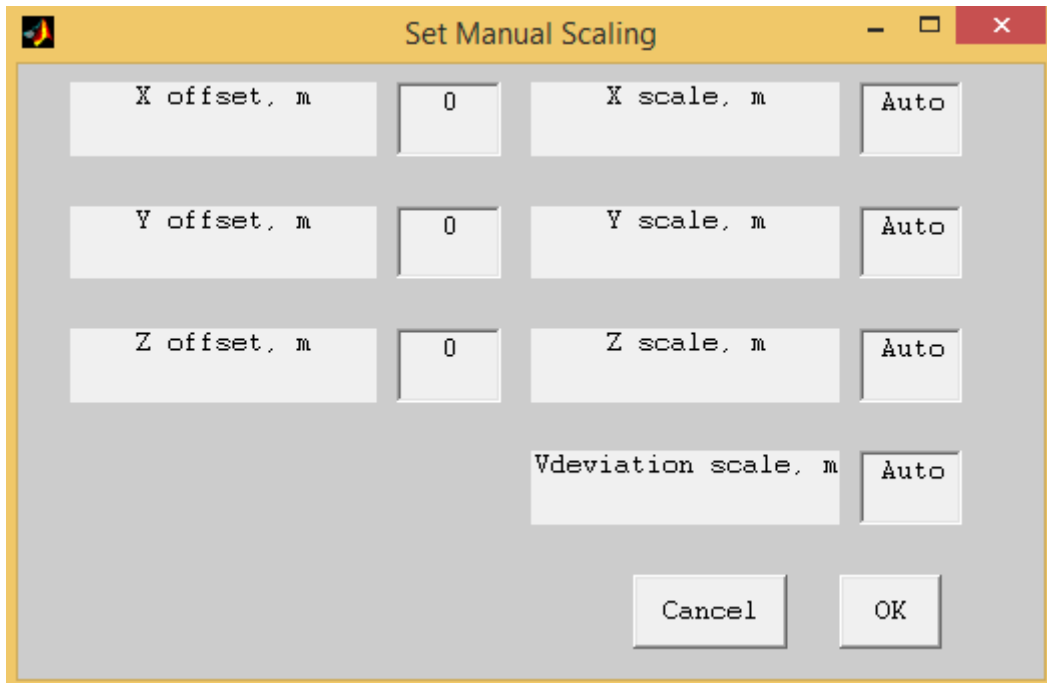 Set Manual Scaling
X offset, m 0 X scale, m Auto
Y offset, m 0 Y scale, m Auto
Z offset, m 0 Z scale, m Auto
Vdeviation scale, m Auto
Cancel OK